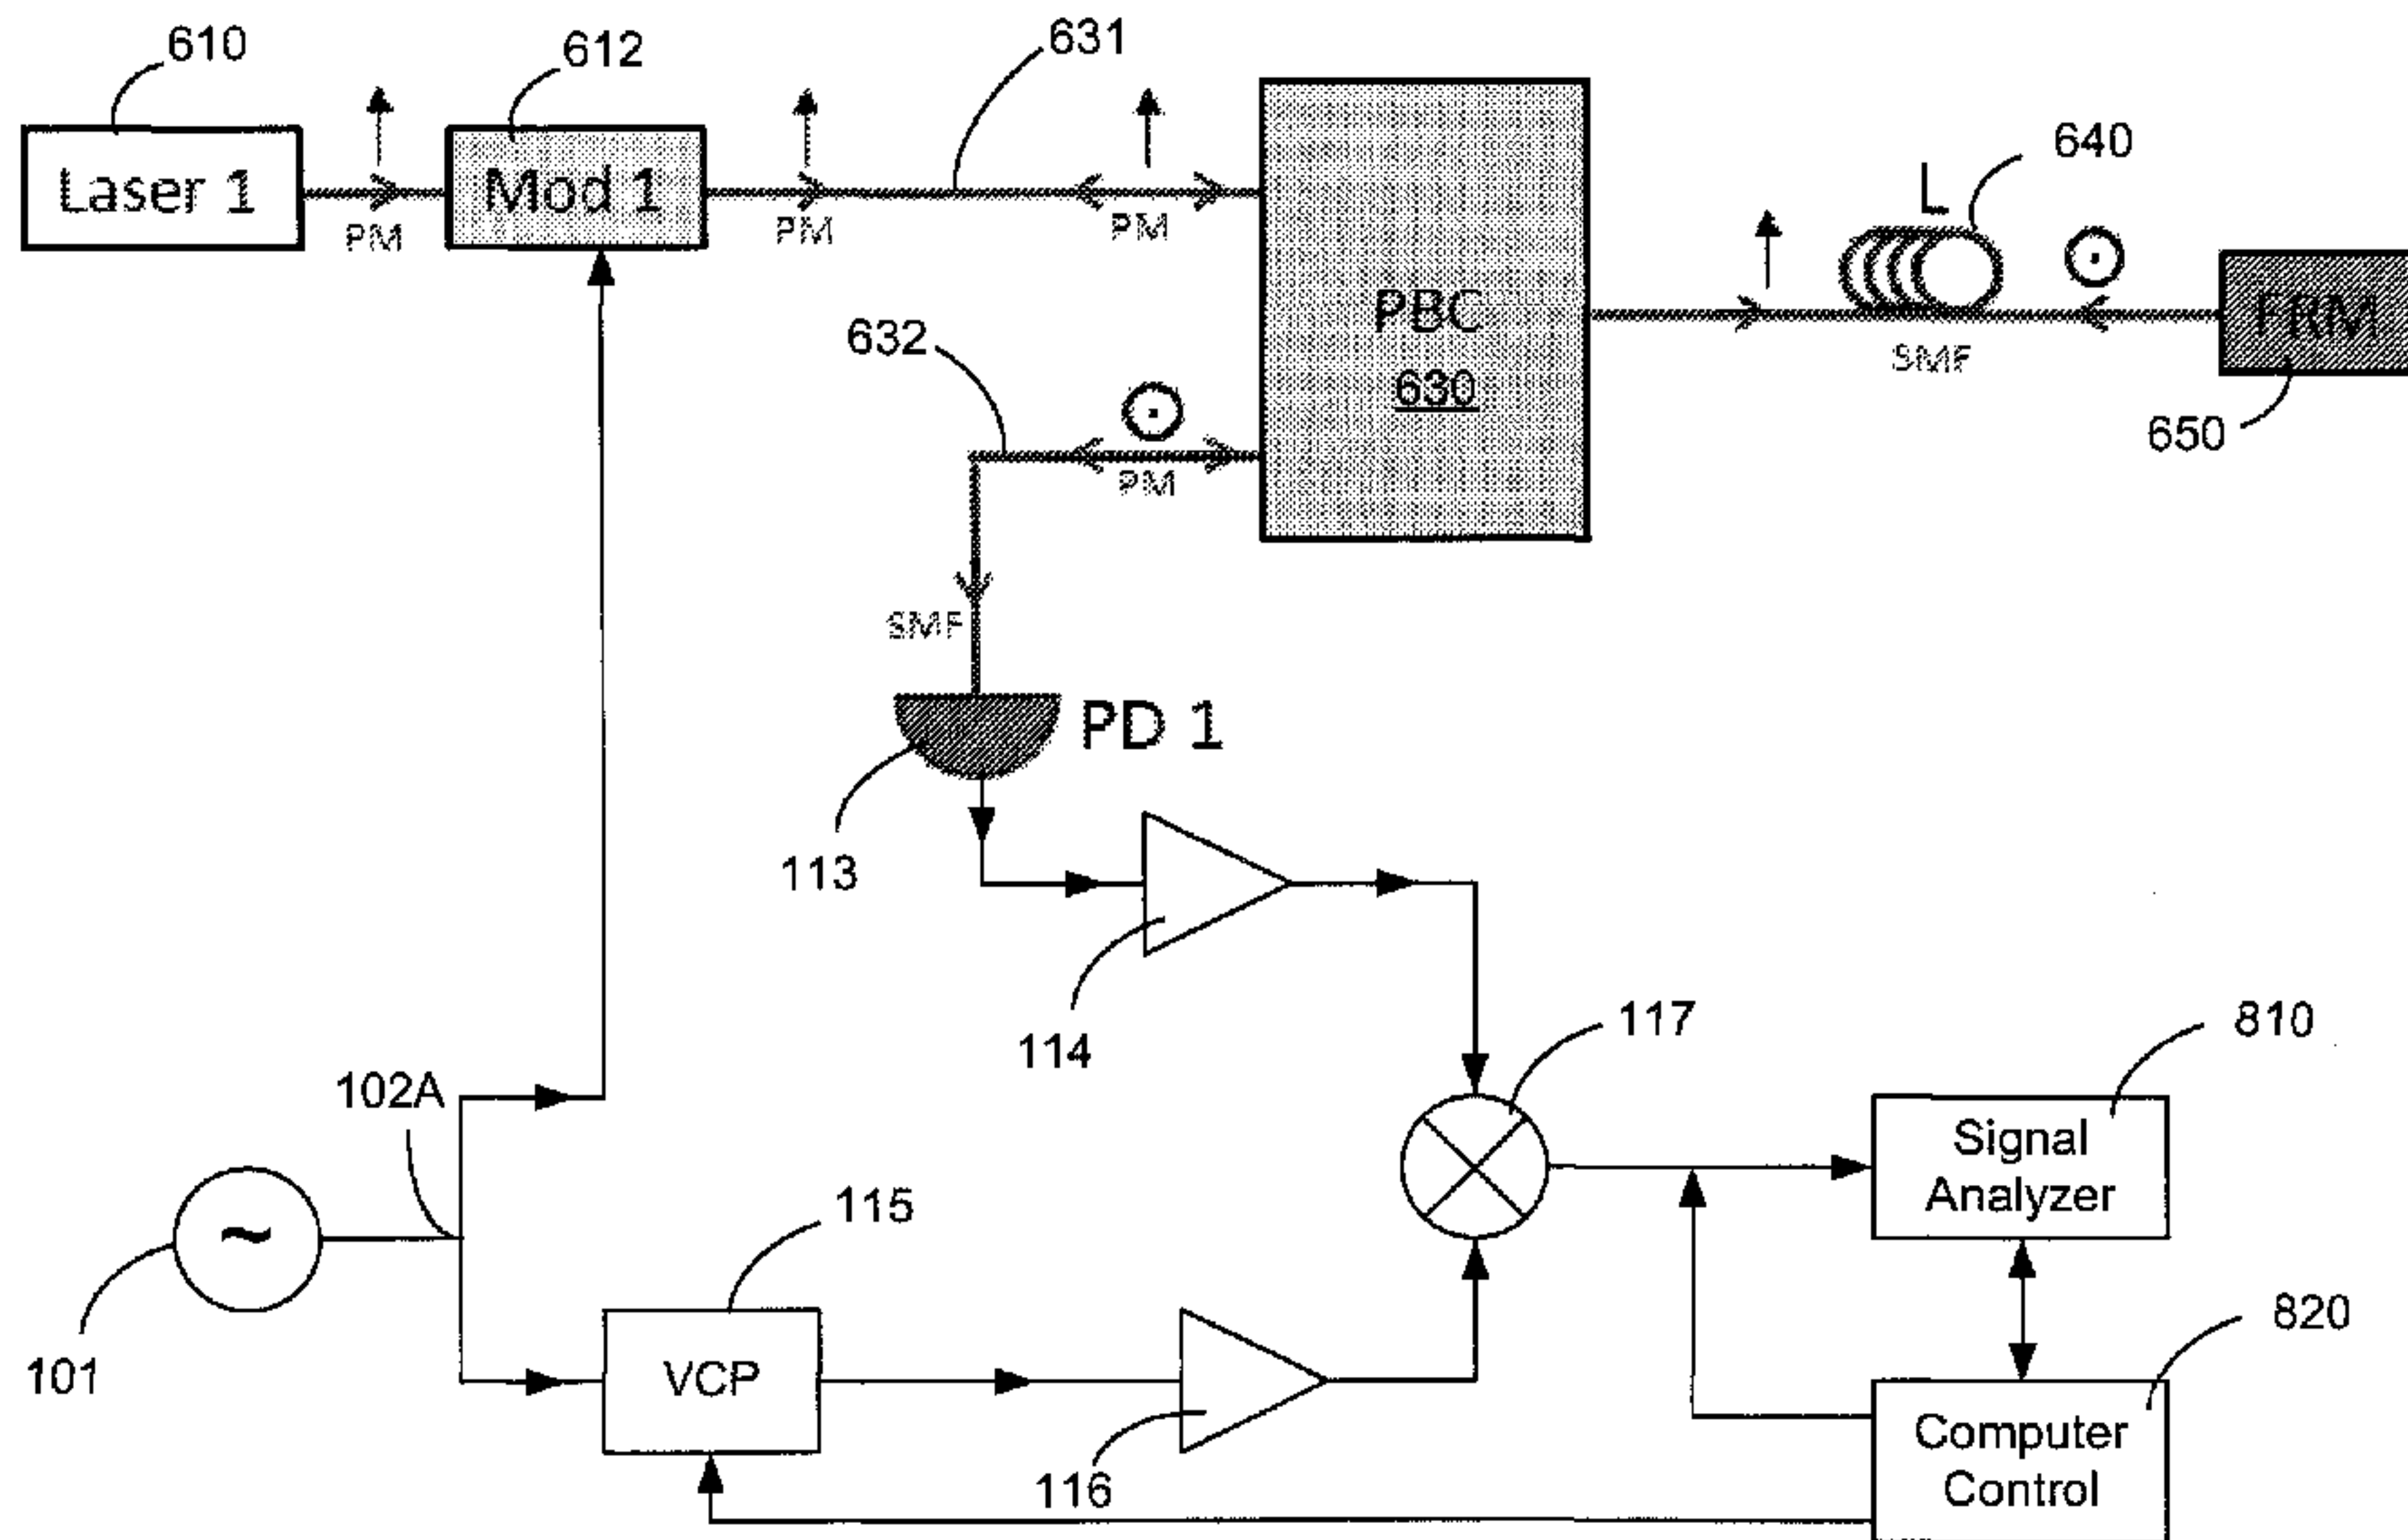 610
612
631
Laser 1
PM
Mod 1
PM
PM
L
640
SMF
FRM
650
PBC
630
632
PM
SMF
PD 1
113
114
117
810
Signal
Analyzer
102A
~
101
115
VCP
116
820
Computer
Control